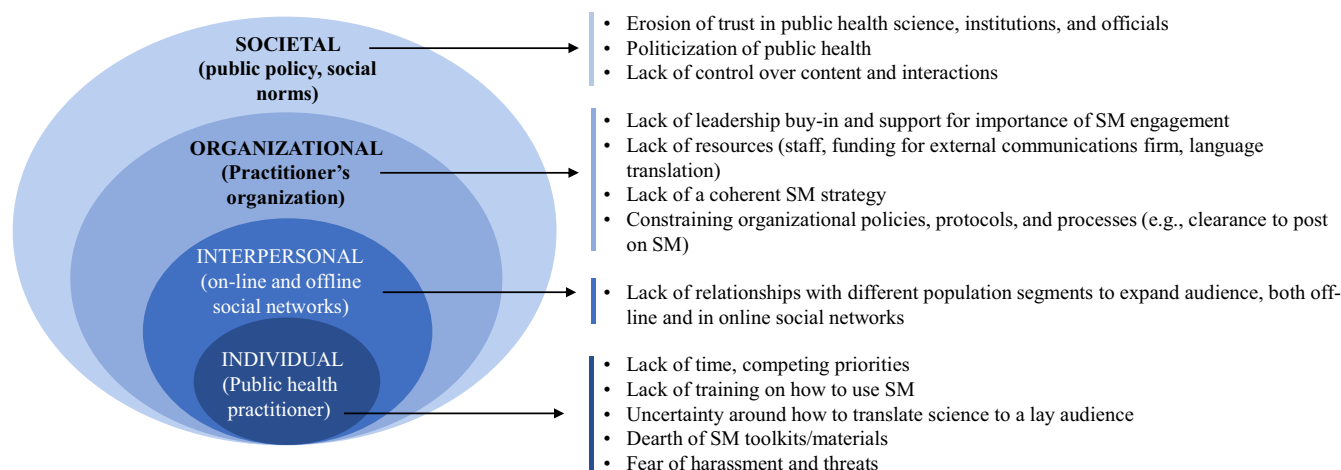 SOCIETAL
(public policy, social
norms)
• Erosion of trust in public health science, institutions, and officials
• Politicization of public health
• Lack of control over content and interactions
ORGANIZATIONAL
(Practitioner's
organization)
• Lack of leadership buy-in and support for importance of SM engagement
• Lack of resources (staff, funding for external communications firm, language
translation)
• Lack of a coherent SM strategy
• Constraining organizational policies, protocols, and processes (e.g., clearance to post
on SM)
INTERPERSONAL
(on-line and offline
social networks)
• Lack of relationships with different population segments to expand audience, both off-
line and in online social networks
INDIVIDUAL
(Public health
practitioner)
• Lack of time, competing priorities
• Lack of training on how to use SM
• Uncertainty around how to translate science to a lay audience
• Dearth of SM toolkits/materials
• Fear of harassment and threats